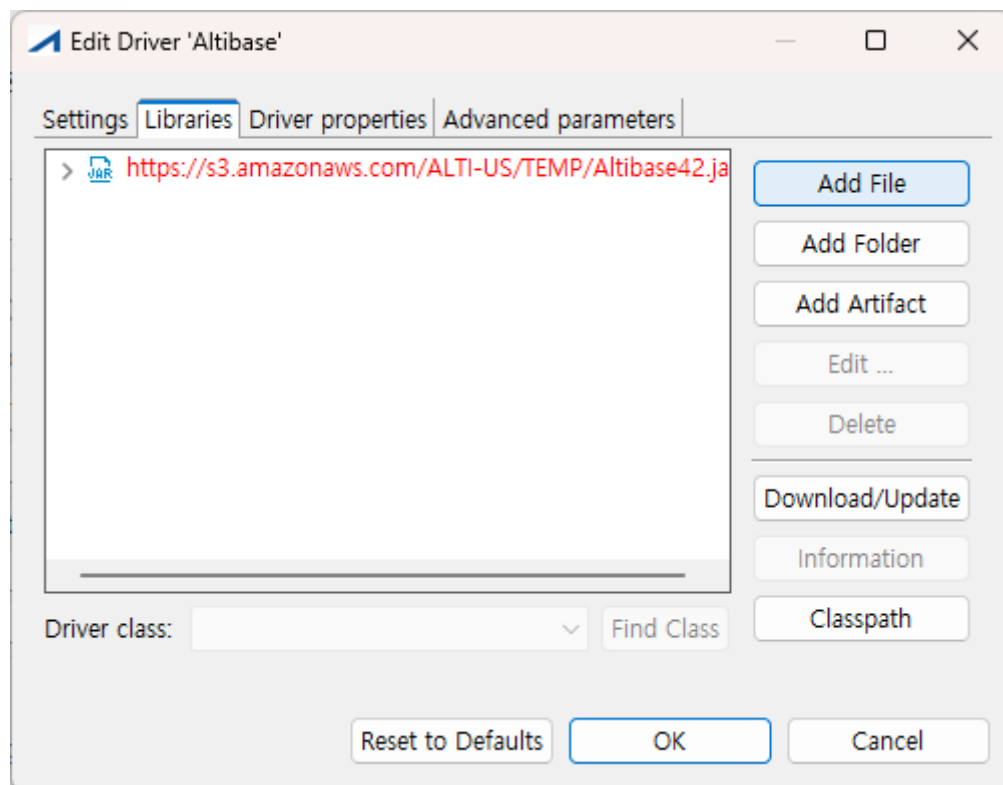 Edit Driver 'Altibase'
Settings Libraries Driver properties Advanced parameters
JAR https://s3.amazonaws.com/ALTI-US/TEMP/Altibase42.ja
Add File
Add Folder
Add Artifact
Edit ...
Delete
Download/Update
Information
Classpath
Driver class:
Find Class
Reset to Defaults
OK
Cancel